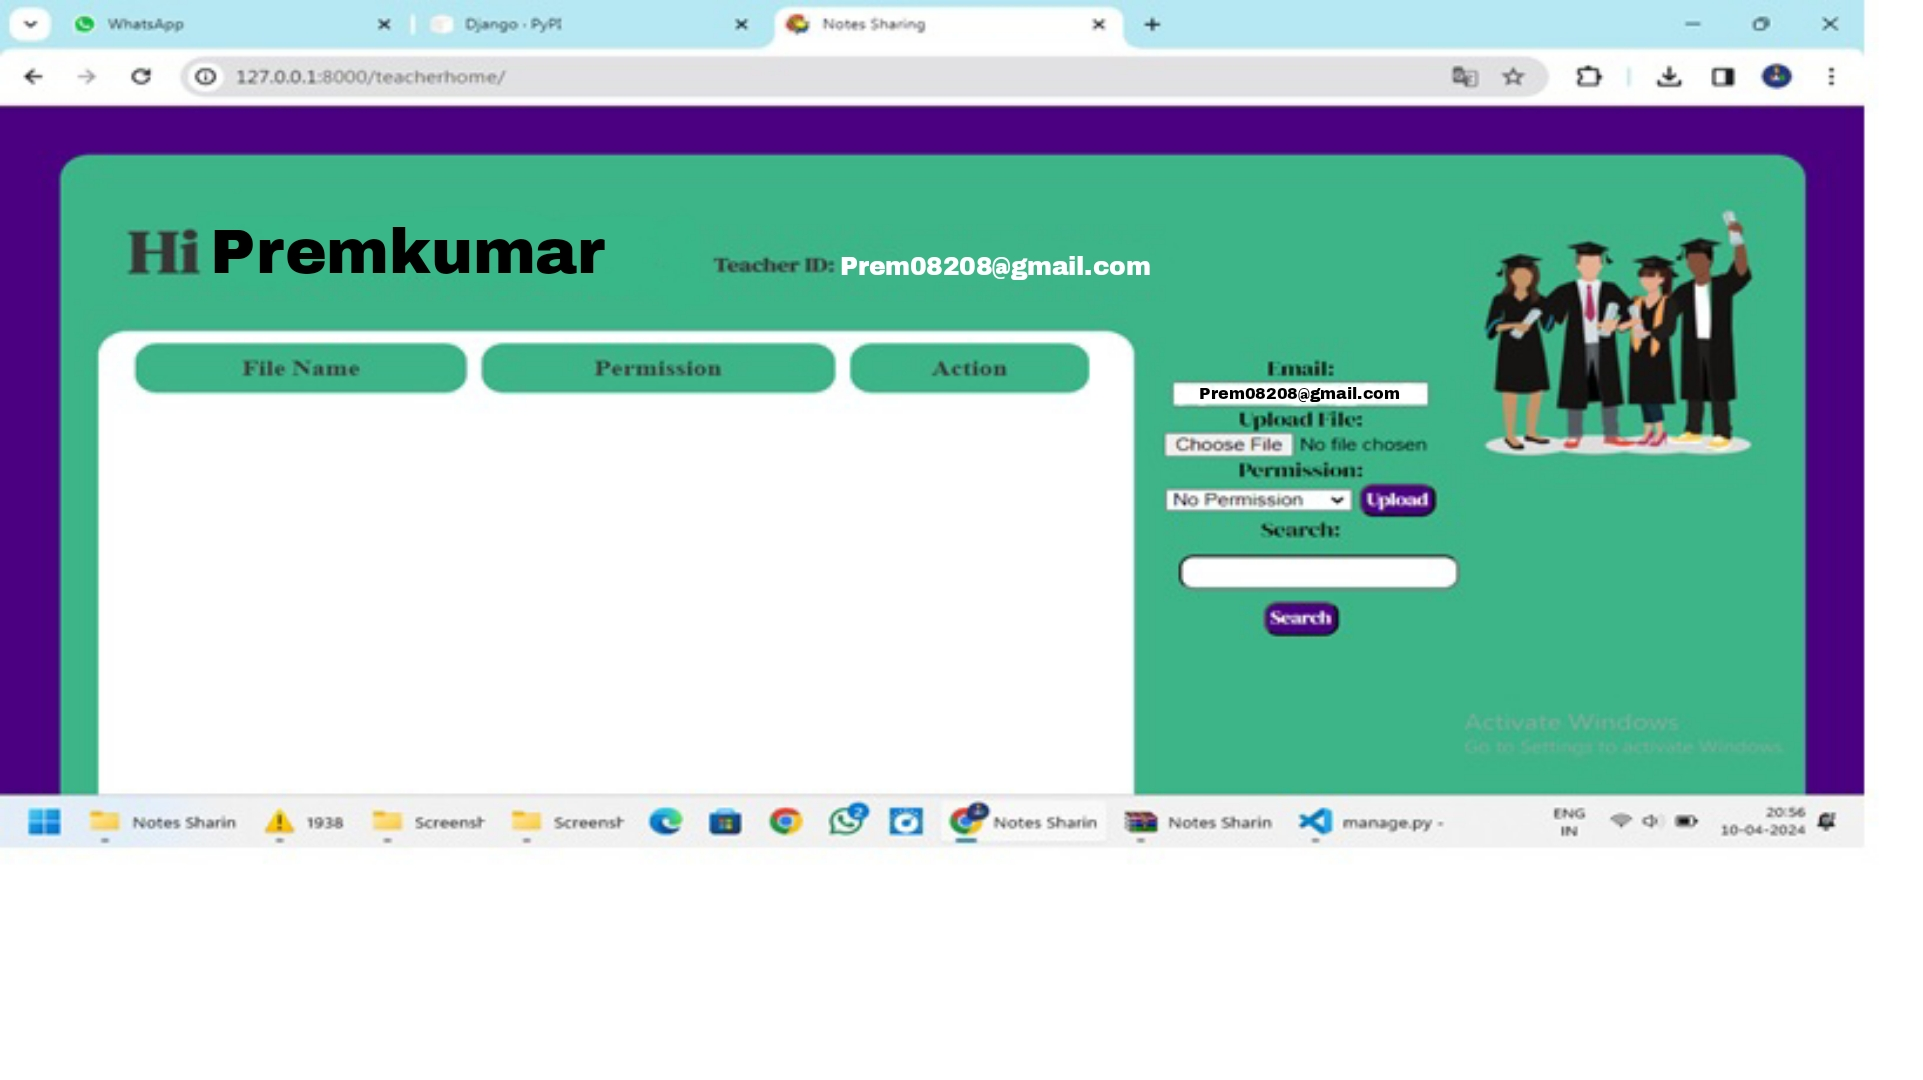 WhatsApp
Django · PyPI
Notes Sharing
127.0.0.1:8000/teacherhome/
Hi Premkumar
Teacher ID: Prem08208@gmail.com
File Name
Permission
Action
Email:
Prem08208@gmail.com
Upload File:
Choose File No file chosen
Permission:
No Permission
Upload
Search:
Search
Activate Windows
Go to Settings to activate Windows.
Notes Sharin
1938
Screensh
Screensh
2
Notes Sharin
Notes Sharin
manage.py -
ENG
IN
20:56
10-04-2024